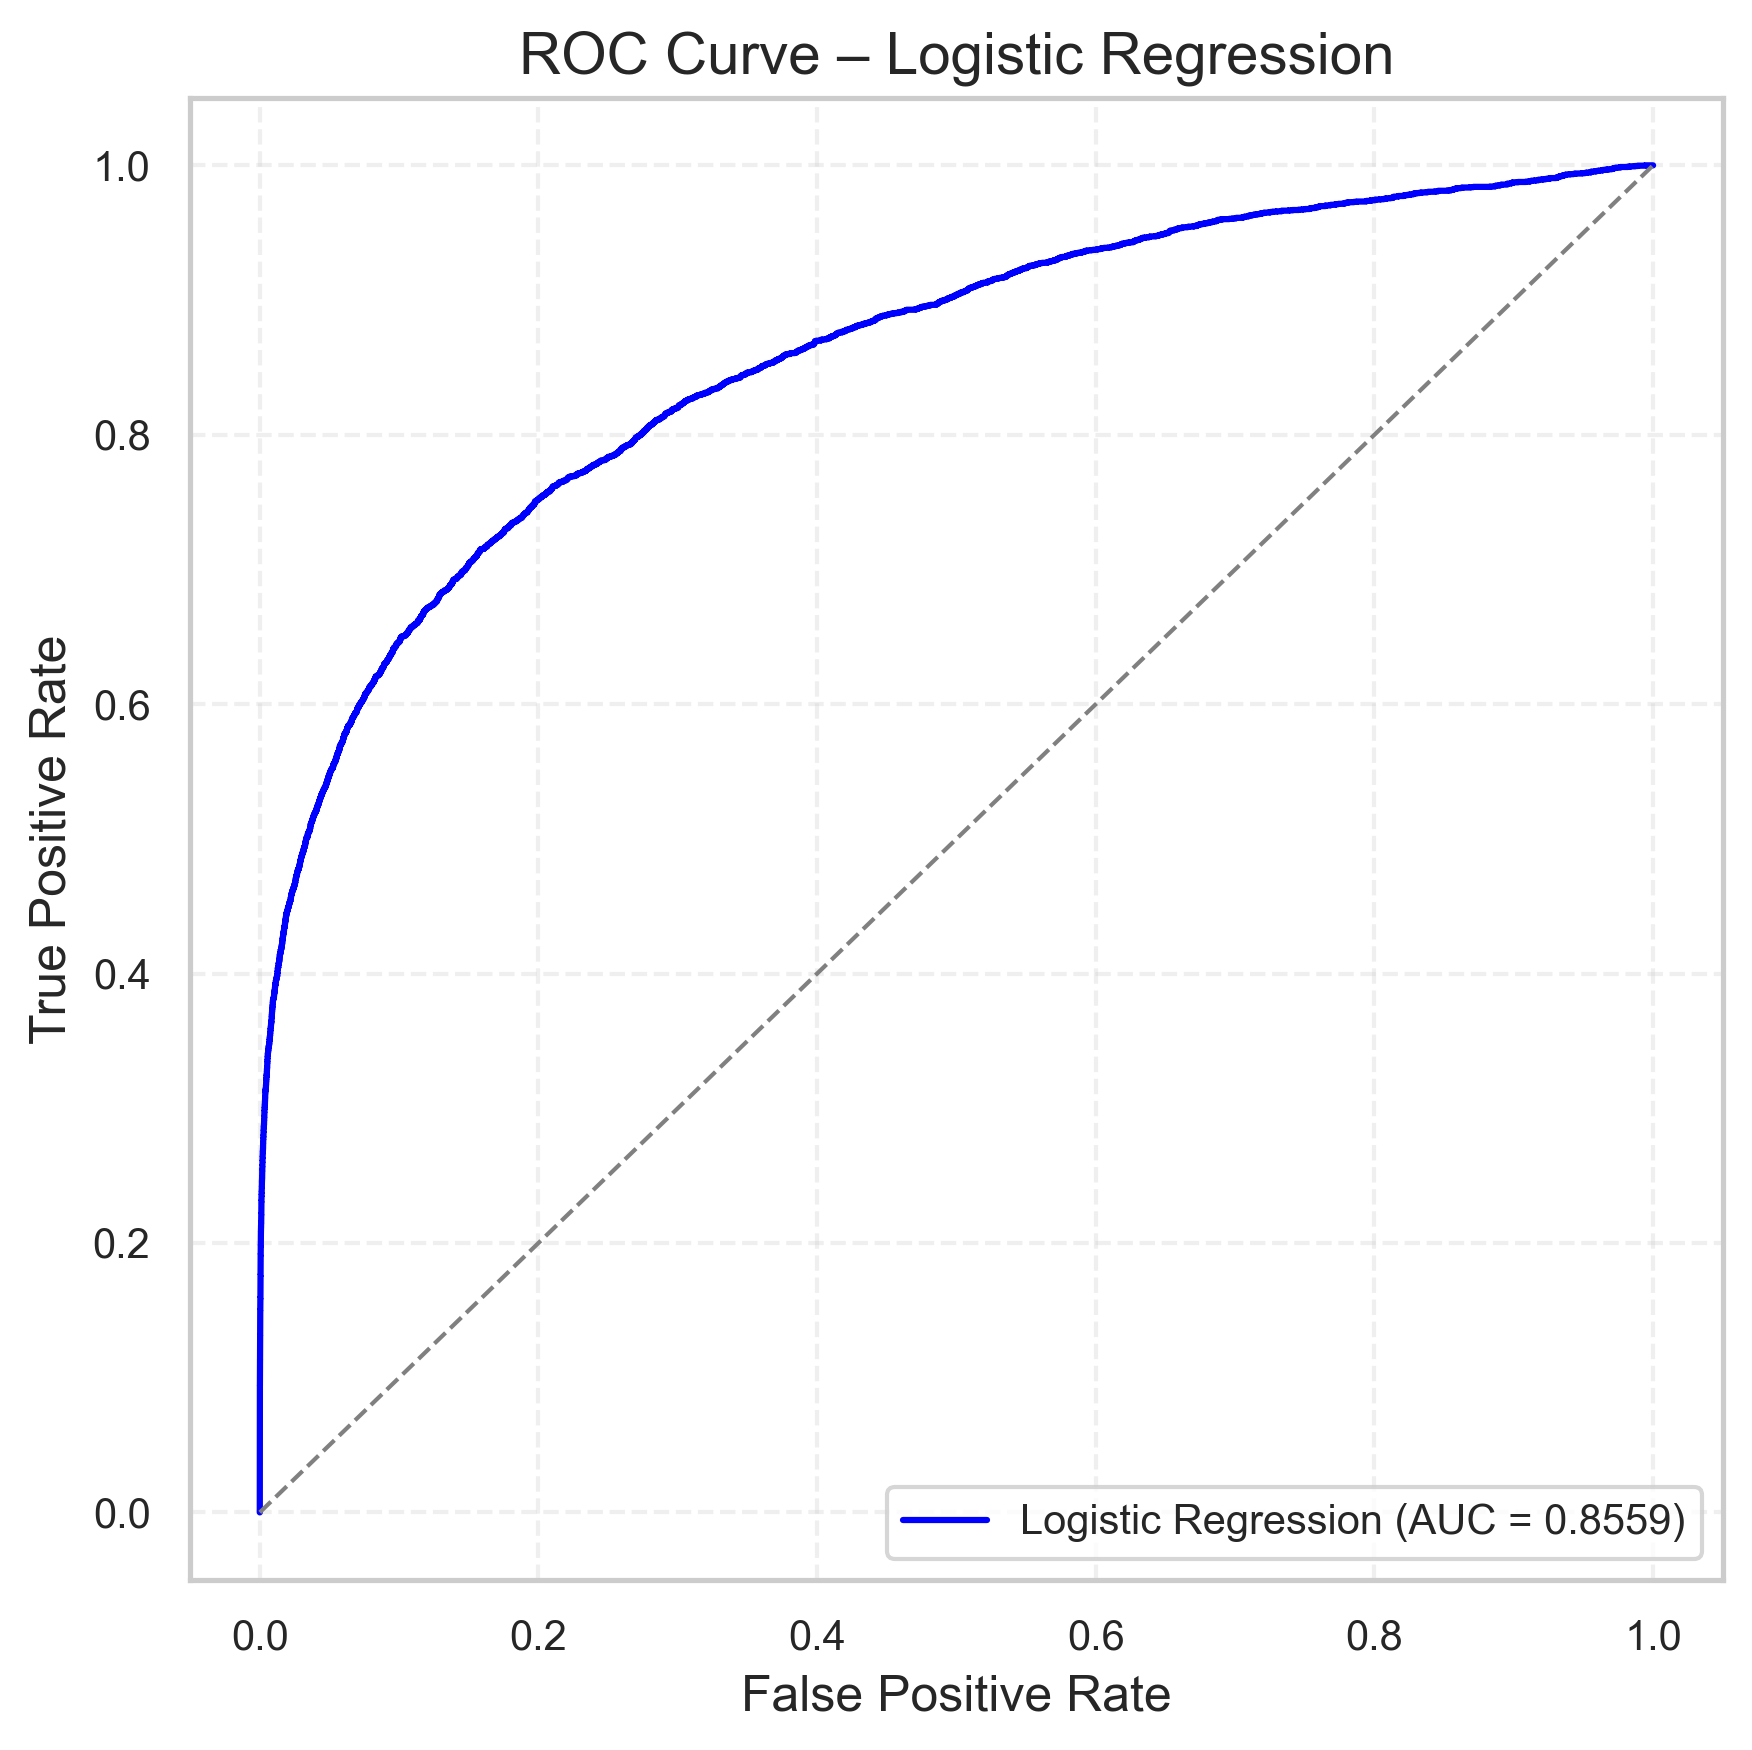 ROC Curve – Logistic Regression
True Positive Rate
1.0
0.8
0.6
0.4
0.2
0.0
Logistic Regression (AUC = 0.8559)
0.0 0.2 0.4 0.6 0.8 1.0
False Positive Rate